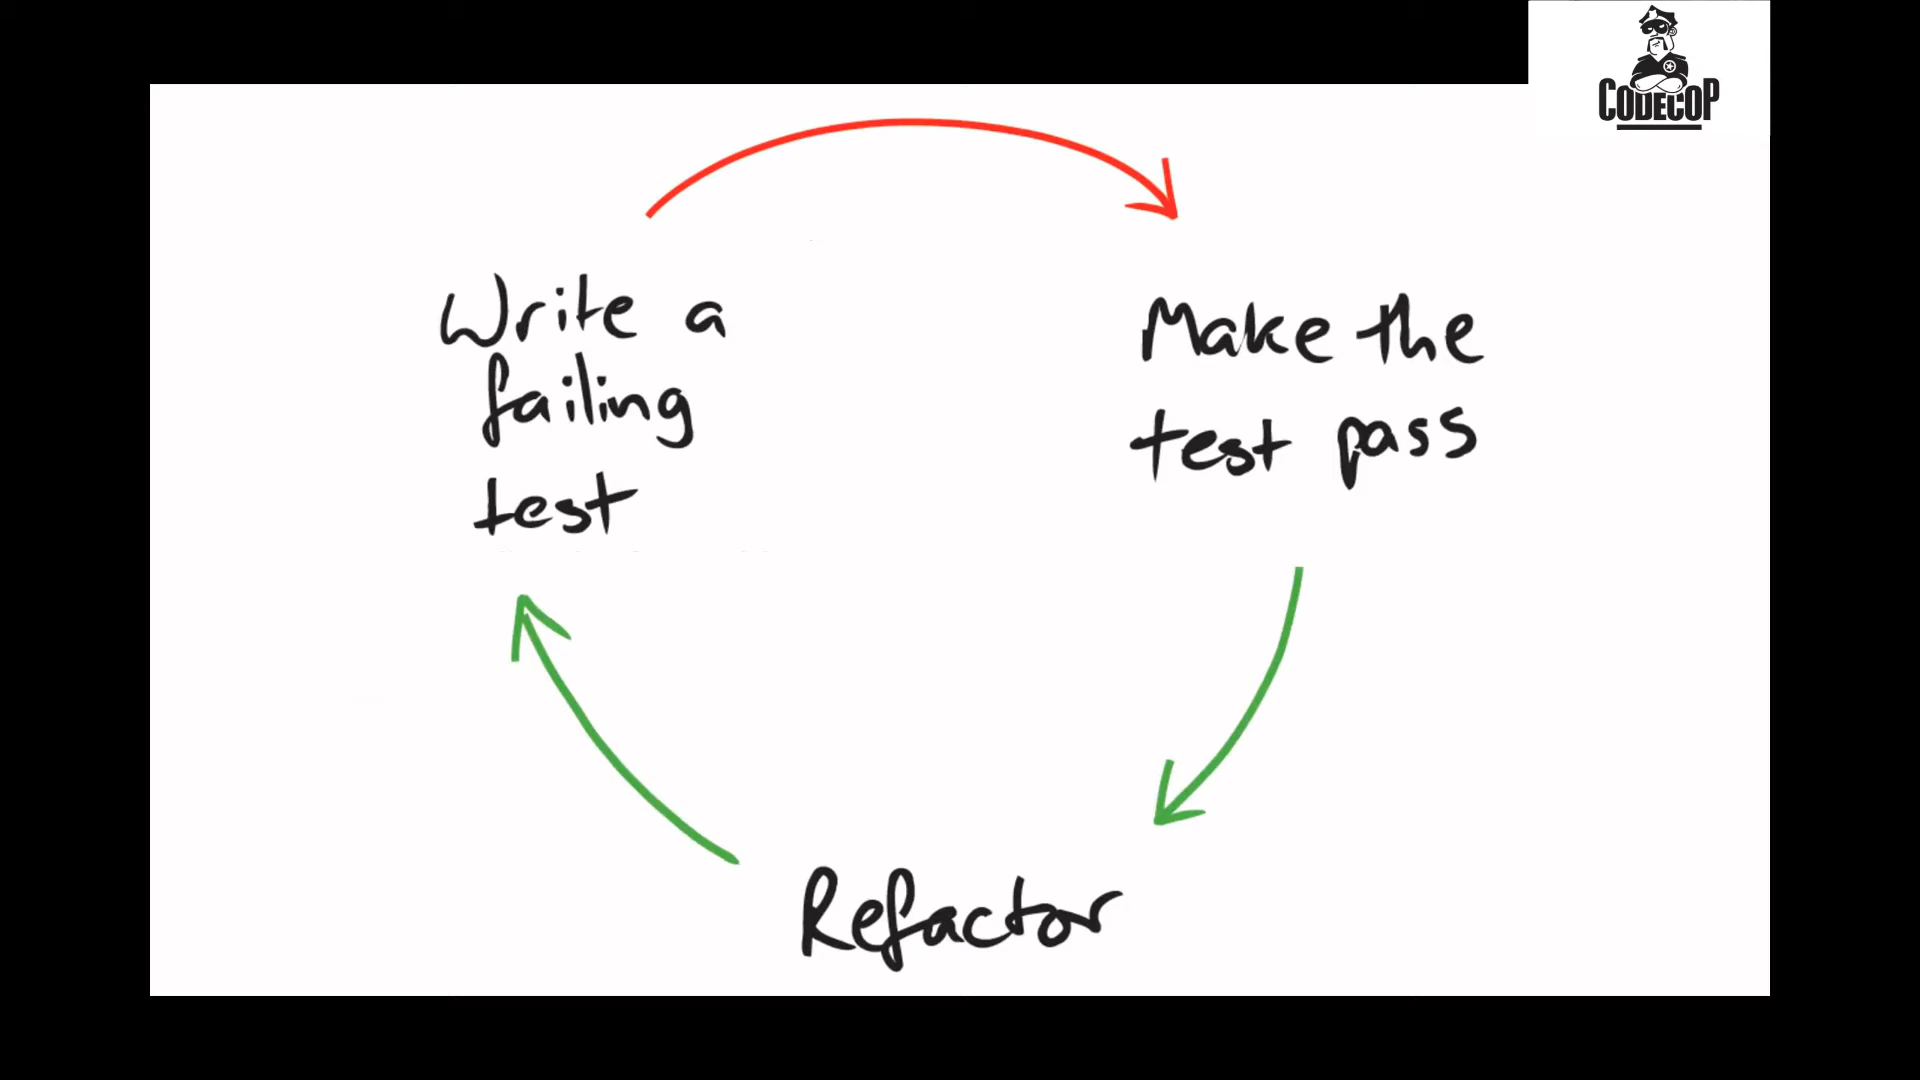 CODECOP
Write a
failing
test
Make the
test pass
Refactor